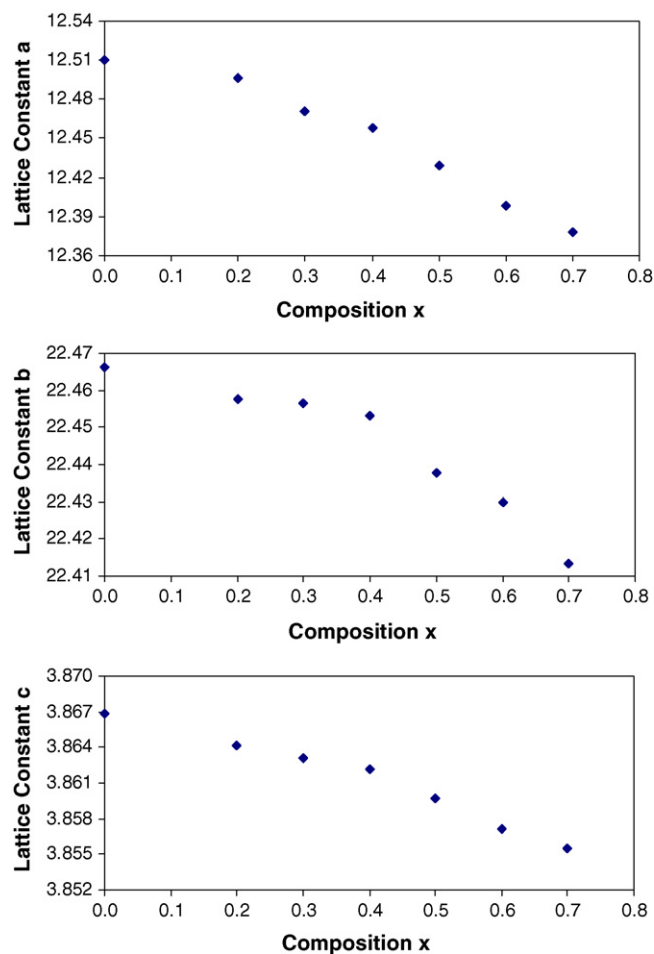 Lattice Constant a
12.54
12.51
12.48
12.45
12.42
12.39
12.36
0.0 0.1 0.2 0.3 0.4 0.5 0.6 0.7 0.8
Composition x
Lattice Constant b
22.47
22.46
22.45
22.44
22.43
22.42
22.41
0.0 0.1 0.2 0.3 0.4 0.5 0.6 0.7 0.8
Composition x
Lattice Constant c
3.870
3.867
3.864
3.861
3.858
3.855
3.852
0.0 0.1 0.2 0.3 0.4 0.5 0.6 0.7 0.8
Composition x